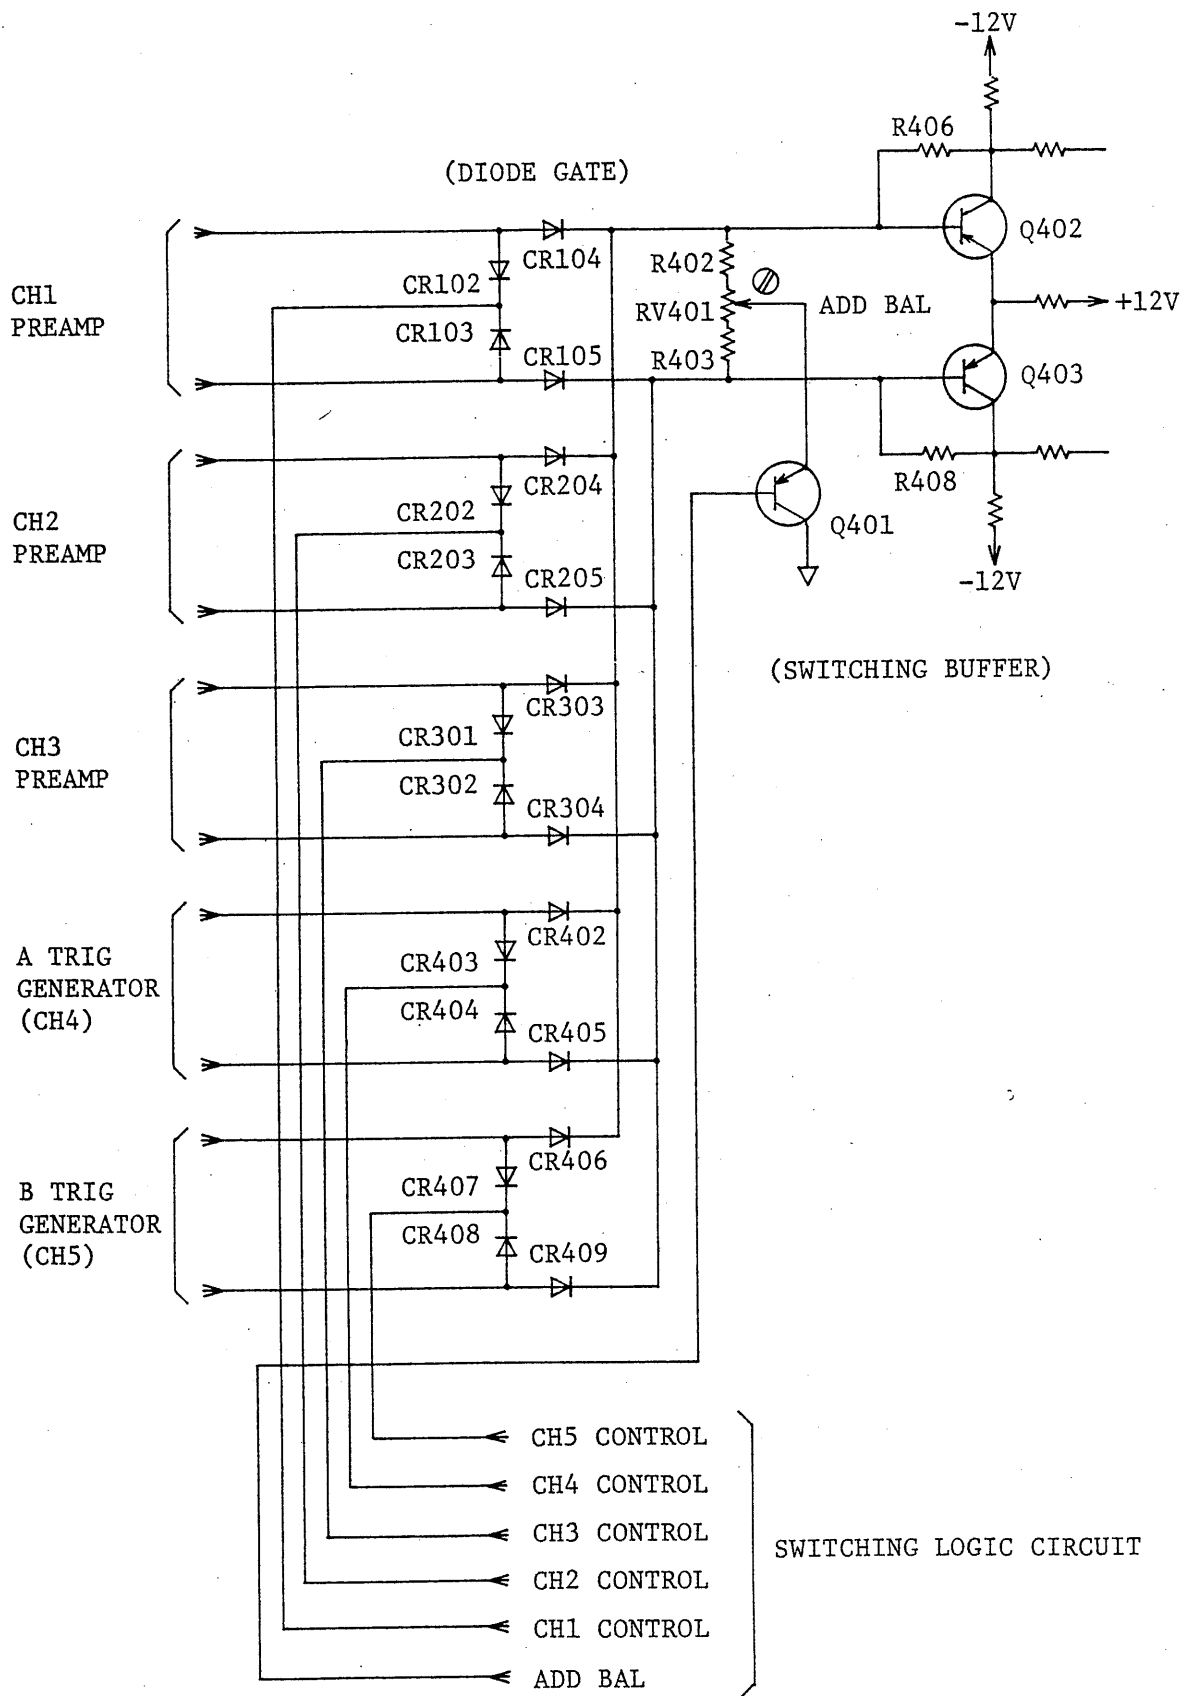 -12V
R406
(DIODE GATE)
Q402
CR104
R402
CR102
CH1
PREAMP
RV401
ADD BAL
+12V
CR103
CR105
R403
Q403
CR204
R408
CR202
Q401
CH2
PREAMP
CR203
CR205
-12V
(SWITCHING BUFFER)
CR303
CR301
CH3
PREAMP
CR302
CR304
CR402
A TRIG
GENERATOR
(CH4)
CR403
CR404
CR405
CR406
B TRIG
GENERATOR
(CH5)
CR407
CR408
CR409
CH5 CONTROL
CH4 CONTROL
CH3 CONTROL
SWITCHING LOGIC CIRCUIT
CH2 CONTROL
CH1 CONTROL
ADD BAL